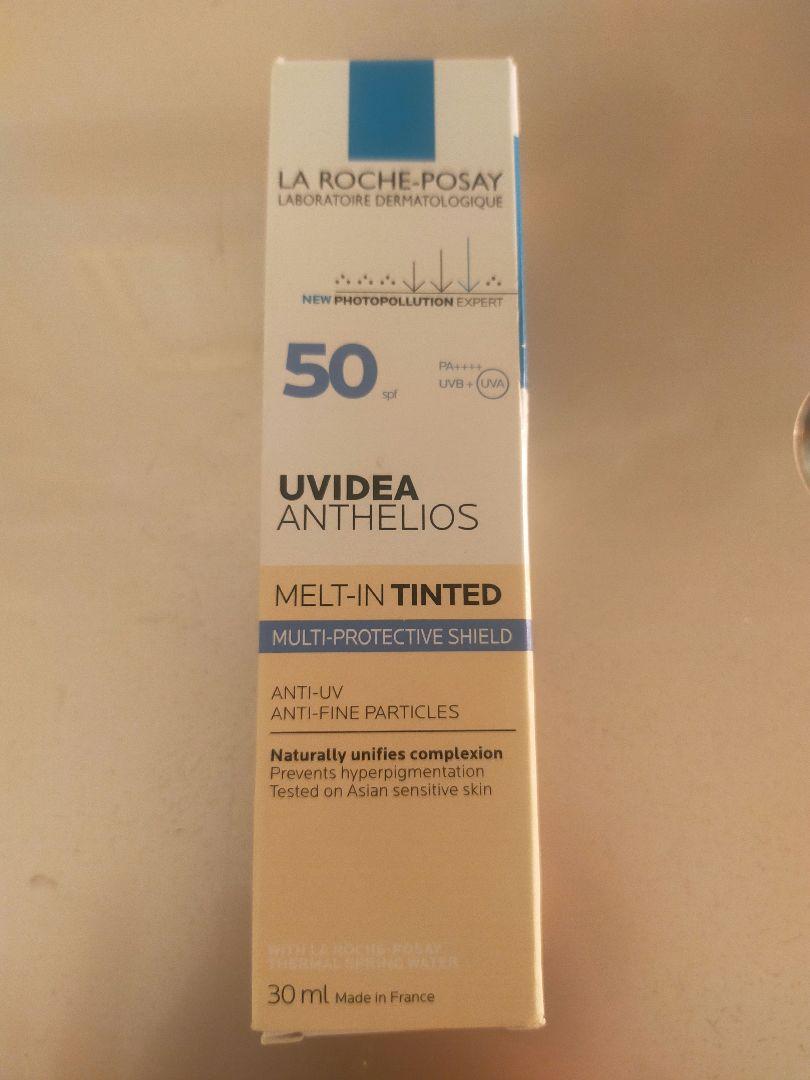 LA ROCHE-POSAY
LABORATOIRE DERMATOLOGIQUE
NEW PHOTOPOLLUTION EXPERT
50 spf
PA++++
UVB + UVA
UVIDEA
ANTHELIOS
MELT-IN TINTED
MULTI-PROTECTIVE SHIELD
ANTI-UV
ANTI-FINE PARTICLES
Naturally unifies complexion
Prevents hyperpigmentation
Tested on Asian sensitive skin
WITH LA ROCHE-POSAY
THERMAL SPRING WATER
30 ml Made in France